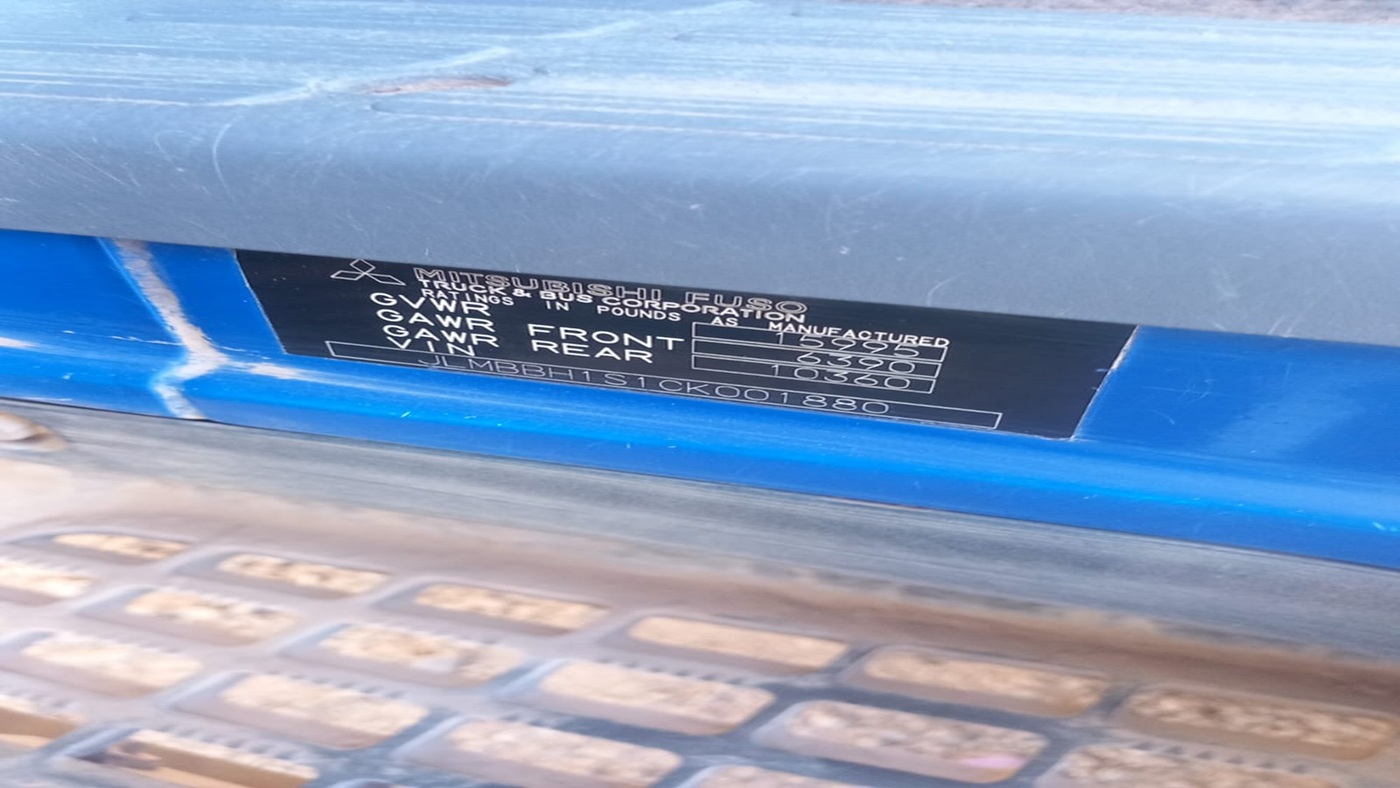 MITSUBISHI FUSO
TRUCK & BUS CORPORATION
RATINGS IN POUNDS AS MANUFACTURED
GVWR 15995
GAWR FRONT 6390
GAWR REAR 10360
VIN JLMBBH1S1CK001880